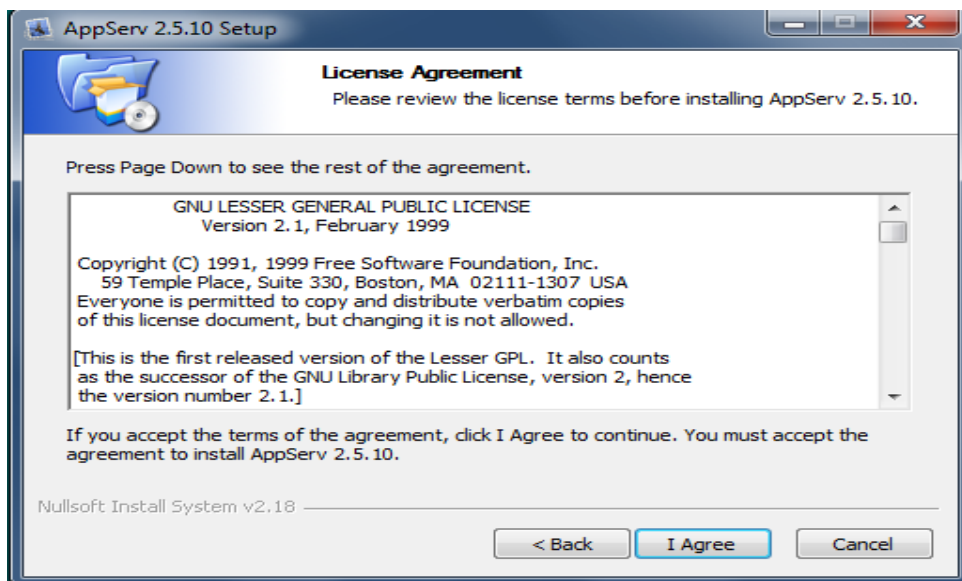 AppServ 2.5.10 Setup
License Agreement
Please review the license terms before installing AppServ 2.5.10.
Press Page Down to see the rest of the agreement.
GNU LESSER GENERAL PUBLIC LICENSE
Version 2.1, February 1999
Copyright (C) 1991, 1999 Free Software Foundation, Inc.
59 Temple Place, Suite 330, Boston, MA 02111-1307 USA
Everyone is permitted to copy and distribute verbatim copies
of this license document, but changing it is not allowed.
[This is the first released version of the Lesser GPL. It also counts
as the successor of the GNU Library Public License, version 2, hence
the version number 2.1.]
If you accept the terms of the agreement, click I Agree to continue. You must accept the
agreement to install AppServ 2.5.10.
Nullsoft Install System v2.18
< Back I Agree Cancel